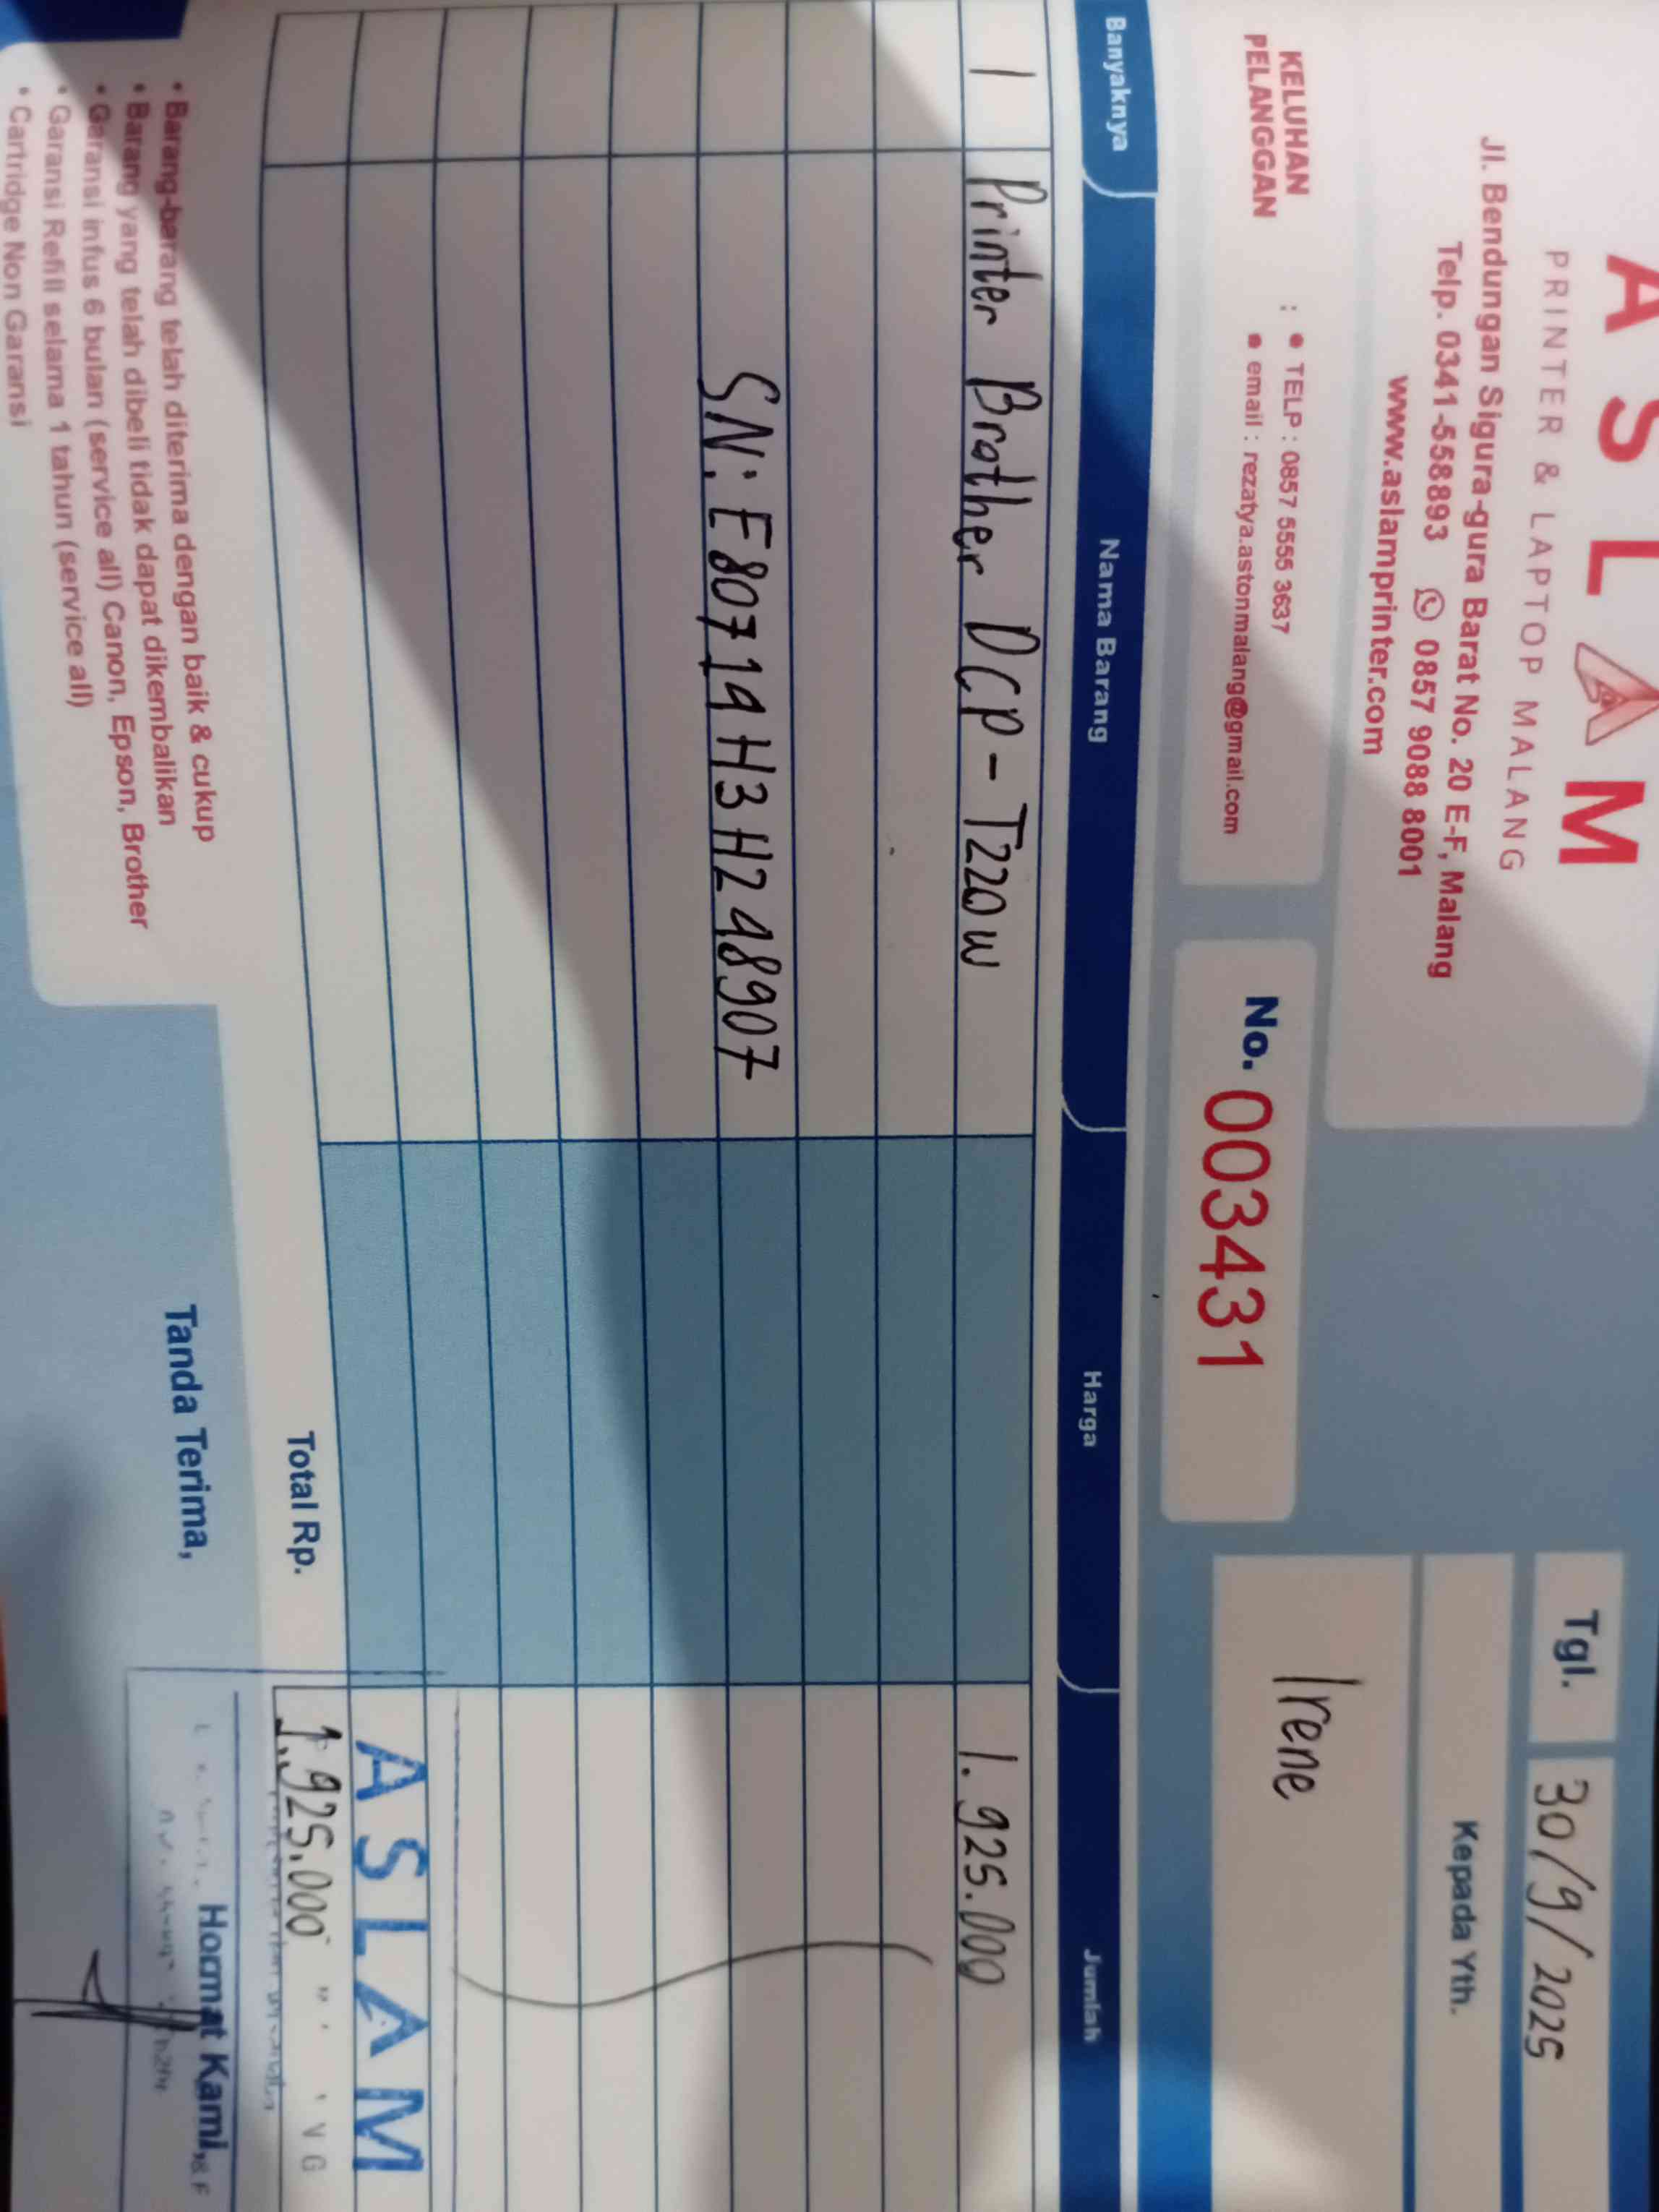 ASLAM
PRINTER & LAPTOP MALANG
Jl. Bendungan Sigura-gura Barat No. 20 E-F, Malang
Telp. 0341-558893 0857 9088 8001
www.aslamprinter.com
Tgl. 30/9/2025
Kepada Yth.
Irene
KELUHAN PELANGGAN : • TELP : 0857 5555 3637
• email : rezatya.astonmalang@gmail.com
No. 003431
Banyaknya Nama Barang Harga Jumlah
1 Printer Brother DCP-T220W 1.925.000
SN: E80719H3H248907
ASLAM
Total Rp. 1.925.000
• Barang-barang telah diterima dengan baik & cukup
• Barang yang telah dibeli tidak dapat dikembalikan
• Garansi infus 6 bulan (service all) Canon, Epson, Brother
• Garansi Refill selama 1 tahun (service all)
• Cartridge Non Garansi
Tanda Terima,
Hormat Kami,